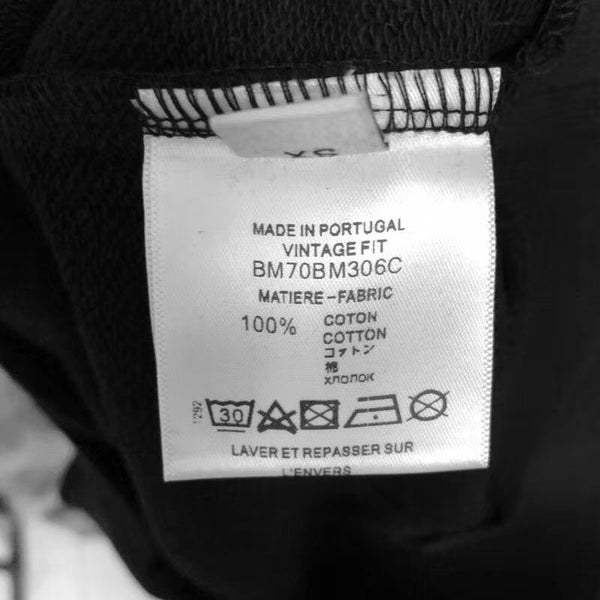 XS
MADE IN PORTUGAL
VINTAGE FIT
BM70BM306C
MATIERE-FABRIC
100% COTON
COTTON
コットン
棉
хлопок
1292
30
LAVER ET REPASSER SUR
L'ENVERS